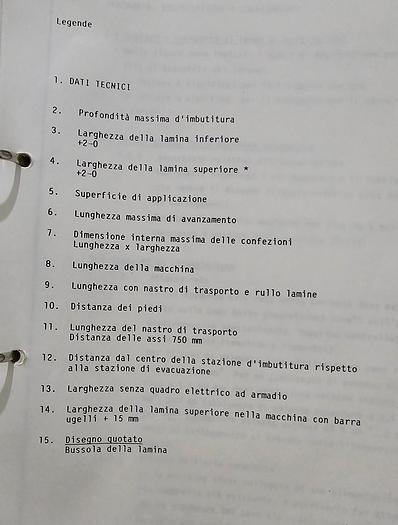 Legende
1. DATI TECNICI
2. Profondità massima d'imbutitura
3. Larghezza della lamina inferiore
+2-0
4. Larghezza della lamina superiore *
+2-0
5. Superficie di applicazione
6. Lunghezza massima di avanzamento
7. Dimensione interna massima delle confezioni
Lunghezza x larghezza
8. Lunghezza della macchina
9. Lunghezza con nastro di trasporto e rullo lamine
10. Distanza dei piedi
11. Lunghezza del nastro di trasporto
Distanza delle assi 750 mm
12. Distanza dal centro della stazione d'imbutitura rispetto
alla stazione di evacuazione
13. Larghezza senza quadro elettrico ad armadio
14. Larghezza della lamina superiore nella macchina con barra
ugelli + 15 mm
15. Disegno quotato
Bussola della lamina